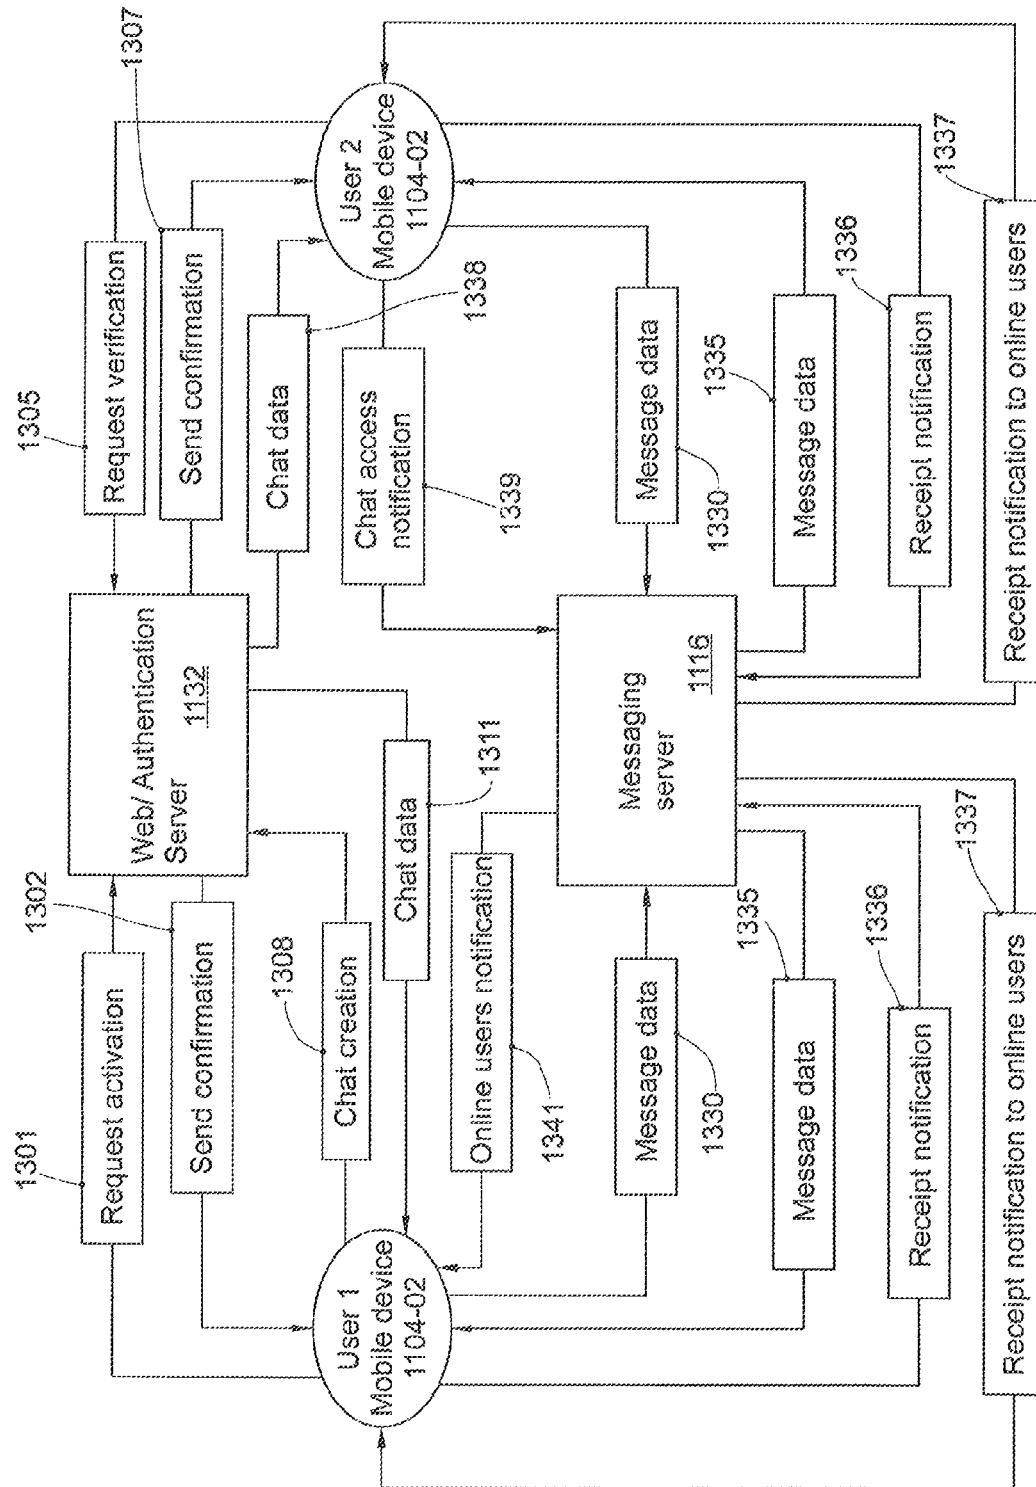 1301
Request activation
1302
Send confirmation
Web/ Authentication
Server
1132
1305
Request verification
1307
Send confirmation
Chat data
1338
1308
Chat creation
Chat data
1311
Chat access
notification
1339
User 1
Mobile device
1104-02
User 2
Mobile device
1104-02
Online users notification
1341
Messaging
server
1116
Message data
1330
Message data
1330
Message data
1335
Message data
1335
Receipt notification
1336
Receipt notification
1336
Receipt notification to online users
1337
Receipt notification to online users
1337